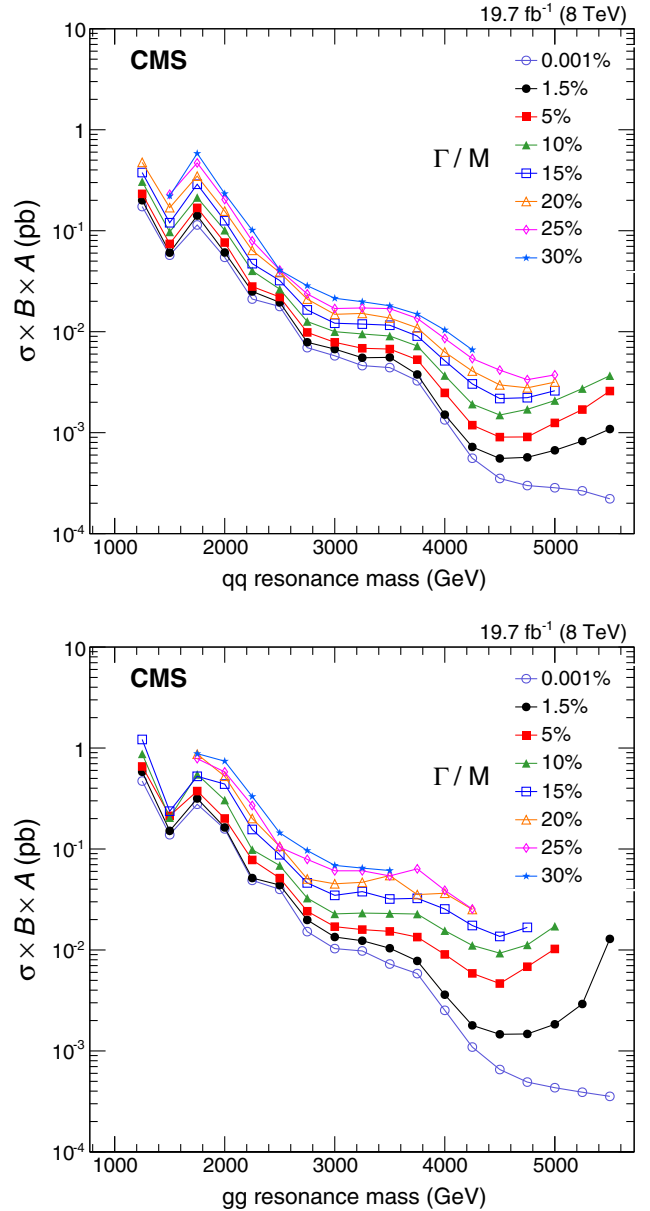 19.7 fb⁻¹ (8 TeV)
CMS
Γ / M
0.001%
1.5%
5%
10%
15%
20%
25%
30%
σ × B × A (pb)
10
1
10⁻¹
10⁻²
10⁻³
10⁻⁴
1000 2000 3000 4000 5000
qq resonance mass (GeV)
19.7 fb⁻¹ (8 TeV)
CMS
Γ / M
0.001%
1.5%
5%
10%
15%
20%
25%
30%
σ × B × A (pb)
10
1
10⁻¹
10⁻²
10⁻³
10⁻⁴
1000 2000 3000 4000 5000
gg resonance mass (GeV)